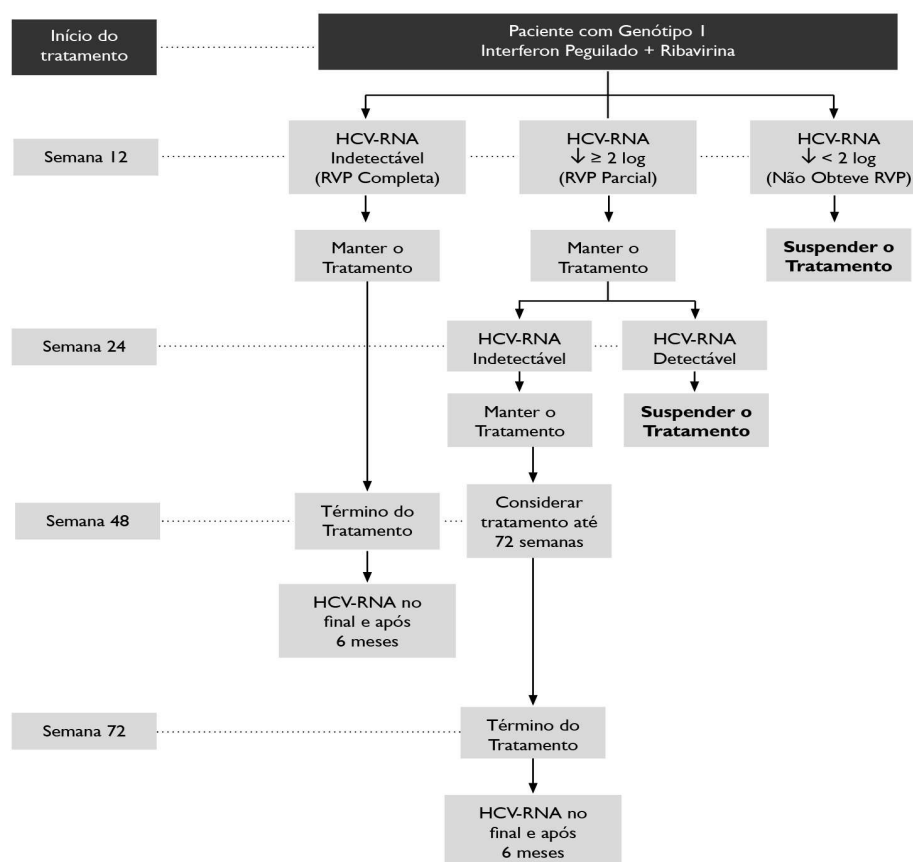 Início do
tratamento
Paciente com Genótipo 1
Interferon Peguilado + Ribavirina
Semana 12
HCV-RNA
Indetectável
(RVP Completa)
HCV-RNA
↓ ≥ 2 log
(RVP Parcial)
HCV-RNA
↓ < 2 log
(Não Obteve RVP)
Manter o
Tratamento
Manter o
Tratamento
Suspender o
Tratamento
Semana 24
HCV-RNA
Indetectável
HCV-RNA
Detectável
Manter o
Tratamento
Suspender o
Tratamento
Semana 48
Término do
Tratamento
Considerar
tratamento até
72 semanas
HCV-RNA no
final e após
6 meses
Semana 72
Término do
Tratamento
HCV-RNA no
final e após
6 meses